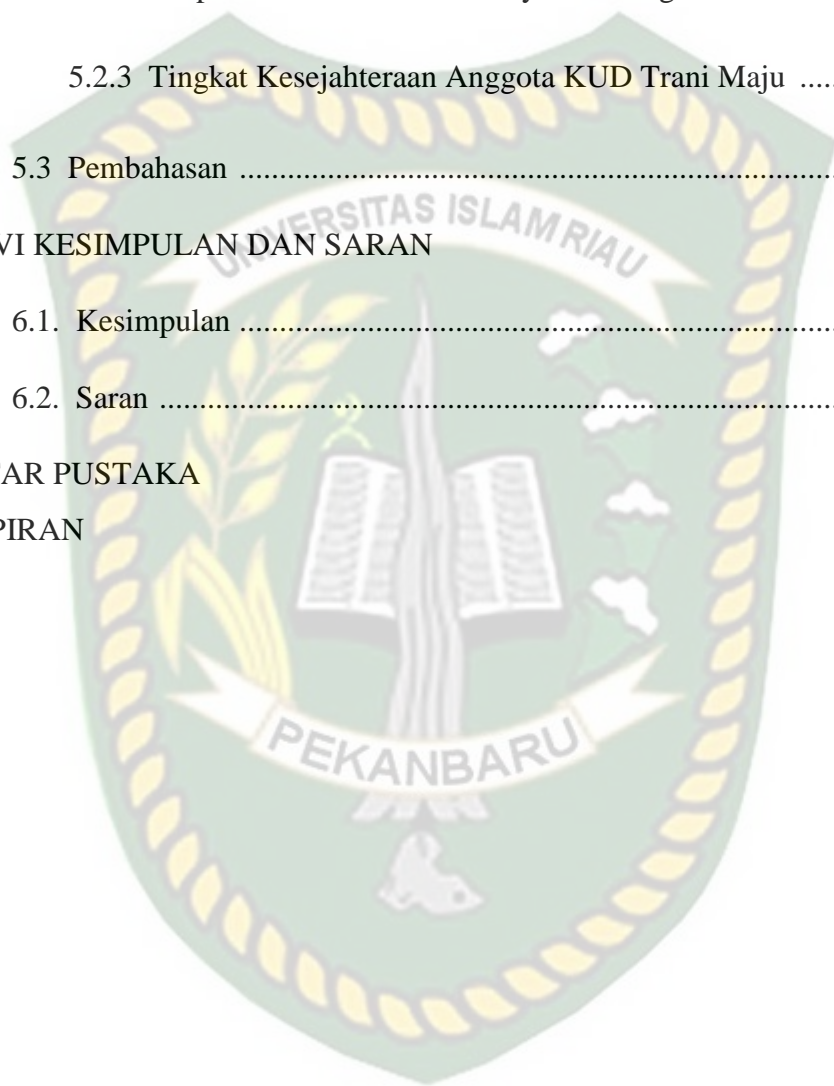 5.2.3 Tingkat Kesejahteraan Anggota KUD Trani Maju .....
5.3 Pembahasan ................................................................................
VI KESIMPULAN DAN SARAN
6.1. Kesimpulan ................................................................................
6.2. Saran ..........................................................................................
AR PUSTAKA
PIRAN
UNIVERSITAS ISLAM RIAU
PEKANBARU